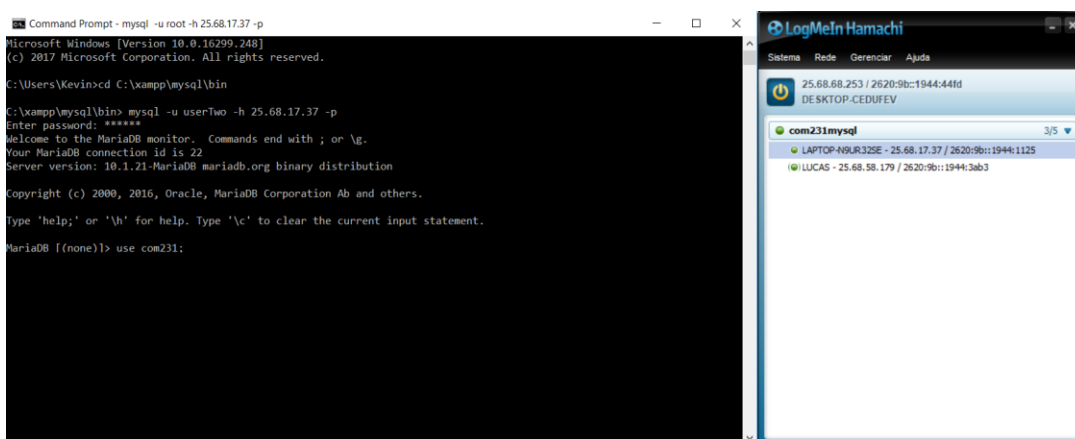 Command Prompt - mysql -u root -h 25.68.17.37 -p
Microsoft Windows [Version 10.0.16299.248]
(c) 2017 Microsoft Corporation. All rights reserved.
C:\Users\Kevin>cd C:\xampp\mysql\bin
C:\xampp\mysql\bin> mysql -u userTwo -h 25.68.17.37 -p
Enter password: ******
Welcome to the MariaDB monitor.  Commands end with ; or \g.
Your MariaDB connection id is 22
Server version: 10.1.21-MariaDB mariadb.org binary distribution
Copyright (c) 2000, 2016, Oracle, MariaDB Corporation Ab and others.
Type 'help;' or '\h' for help. Type '\c' to clear the current input statement.
MariaDB [(none)]> use com231;
LogMeIn Hamachi
Sistema Rede Gerenciar Ajuda
25.68.68.253 / 2620:9b::1944:44fd
DESKTOP-CEDUFEV
com231mysql 3/5
LAPTOP-N9UR32SE - 25.68.17.37 / 2620:9b::1944:1125
LUCAS - 25.68.58.179 / 2620:9b::1944:3ab3